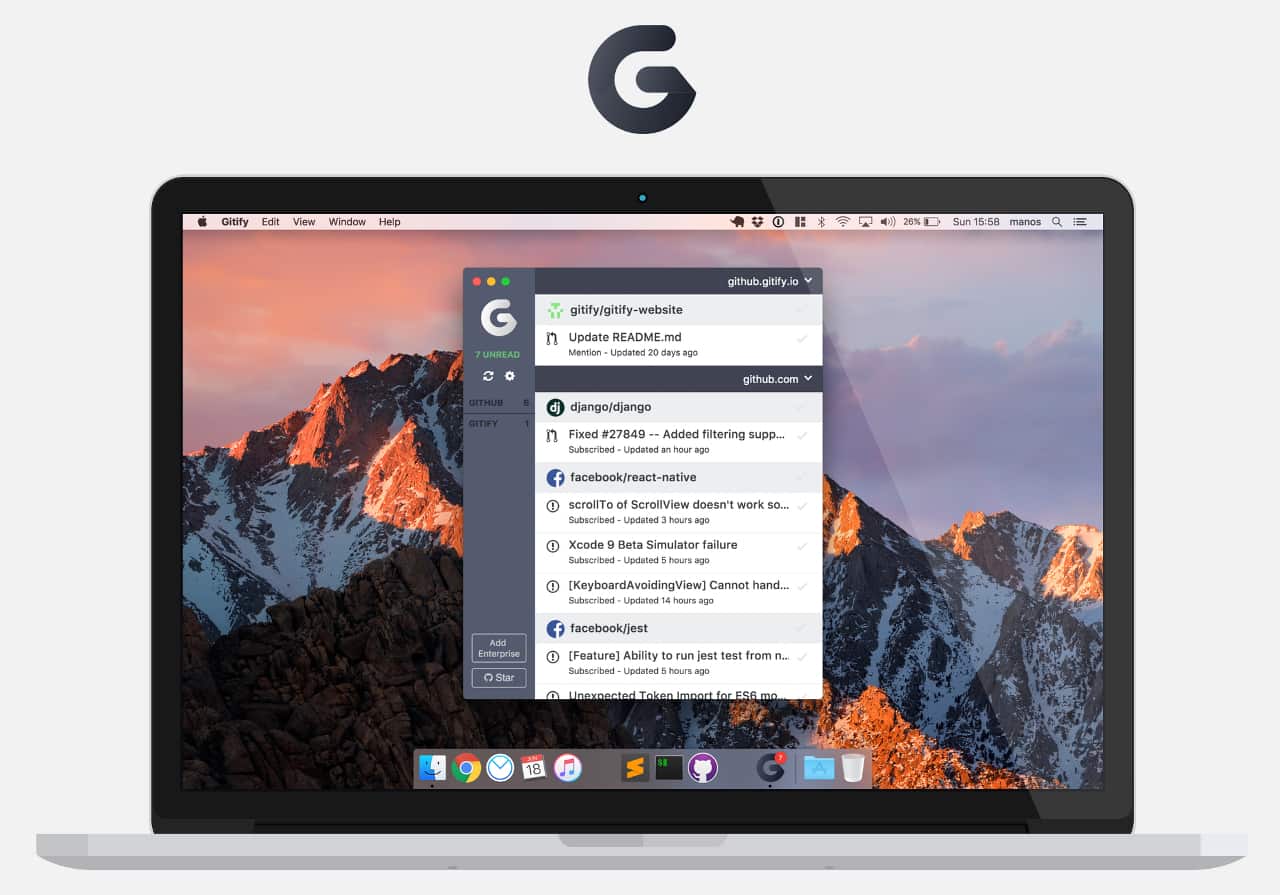 Gitify Edit View Window Help 26% Sun 15:58 manos
github.gitify.io
gitify/gitify-website
Update README.md
Mention - Updated 20 days ago
7 UNREAD
GITHUB 6
GITIFY 1
github.com
django/django
Fixed #27849 -- Added filtering supp...
Subscribed - Updated an hour ago
facebook/react-native
scrollTo of ScrollView doesn't work so...
Subscribed - Updated 3 hours ago
Xcode 9 Beta Simulator failure
Subscribed - Updated 5 hours ago
[KeyboardAvoidingView] Cannot hand...
Subscribed - Updated 14 hours ago
facebook/jest
[Feature] Ability to run jest test from n...
Subscribed - Updated 5 hours ago
Unexpected Token Import for ES6 mo...
Add
Enterprise
Star
dj
JUN
18
$$
7